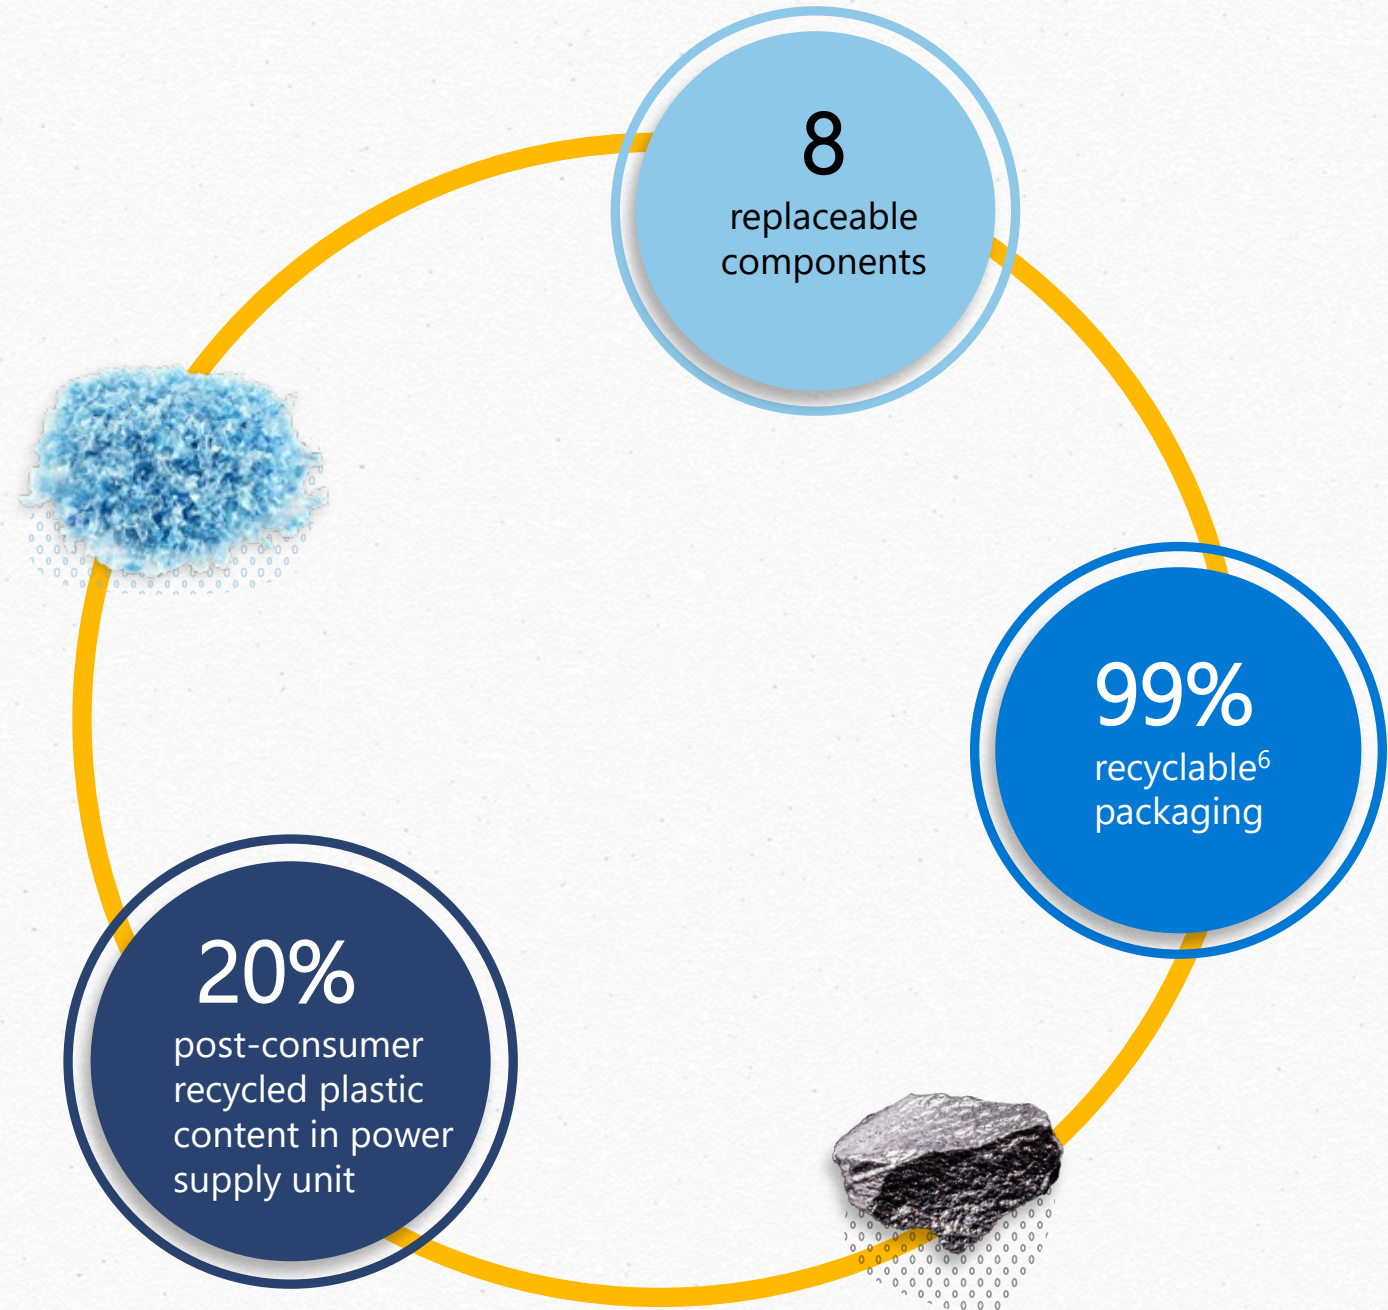 8
replaceable
components
99%
recyclable⁶
packaging
20%
post-consumer
recycled plastic
content in power
supply unit